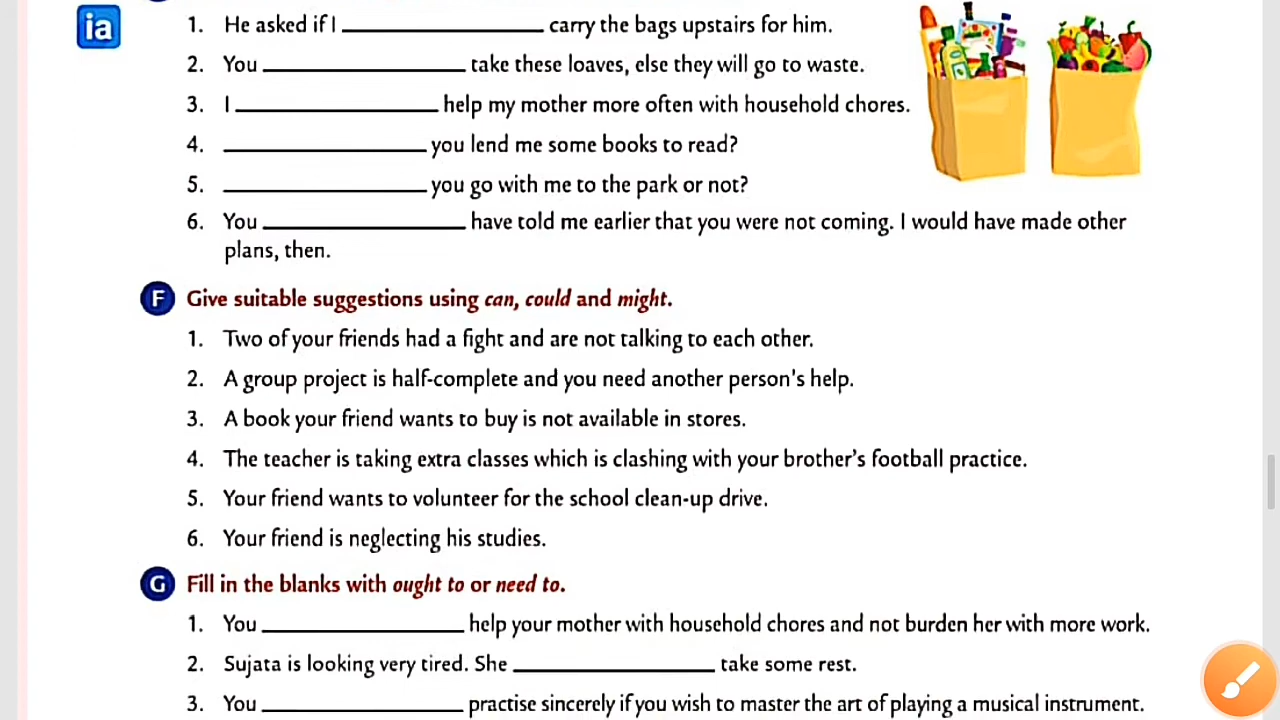 ia
1. He asked if I ____________ carry the bags upstairs for him.
2. You ____________ take these loaves, else they will go to waste.
3. I ____________ help my mother more often with household chores.
4. ____________ you lend me some books to read?
5. ____________ you go with me to the park or not?
6. You ____________ have told me earlier that you were not coming. I would have made other
plans, then.
F Give suitable suggestions using can, could and might.
1. Two of your friends had a fight and are not talking to each other.
2. A group project is half-complete and you need another person's help.
3. A book your friend wants to buy is not available in stores.
4. The teacher is taking extra classes which is clashing with your brother's football practice.
5. Your friend wants to volunteer for the school clean-up drive.
6. Your friend is neglecting his studies.
G Fill in the blanks with ought to or need to.
1. You ____________ help your mother with household chores and not burden her with more work.
2. Sujata is looking very tired. She ____________ take some rest.
3. You ____________ practise sincerely if you wish to master the art of playing a musical instrument.